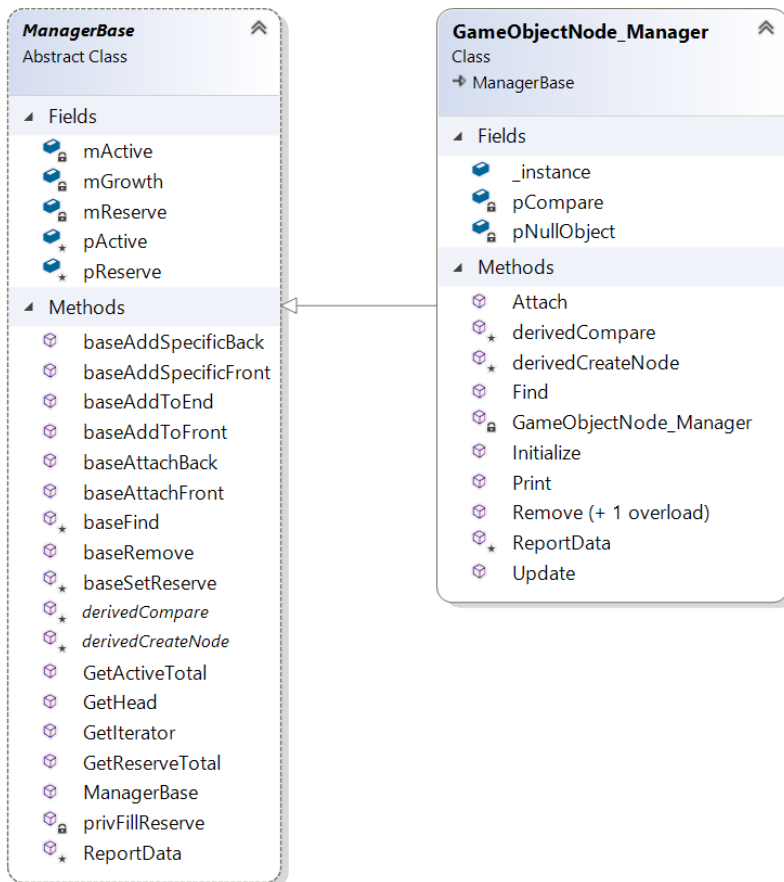 ManagerBase
Abstract Class
Fields
mActive
mGrowth
mReserve
pActive
pReserve
Methods
baseAddSpecificBack
baseAddSpecificFront
baseAddToEnd
baseAddToFront
baseAttachBack
baseAttachFront
baseFind
baseRemove
baseSetReserve
derivedCompare
derivedCreateNode
GetActiveTotal
GetHead
GetIterator
GetReserveTotal
ManagerBase
privFillReserve
ReportData
GameObjectNode_Manager
Class
ManagerBase
Fields
_instance
pCompare
pNullObject
Methods
Attach
derivedCompare
derivedCreateNode
Find
GameObjectNode_Manager
Initialize
Print
Remove (+ 1 overload)
ReportData
Update